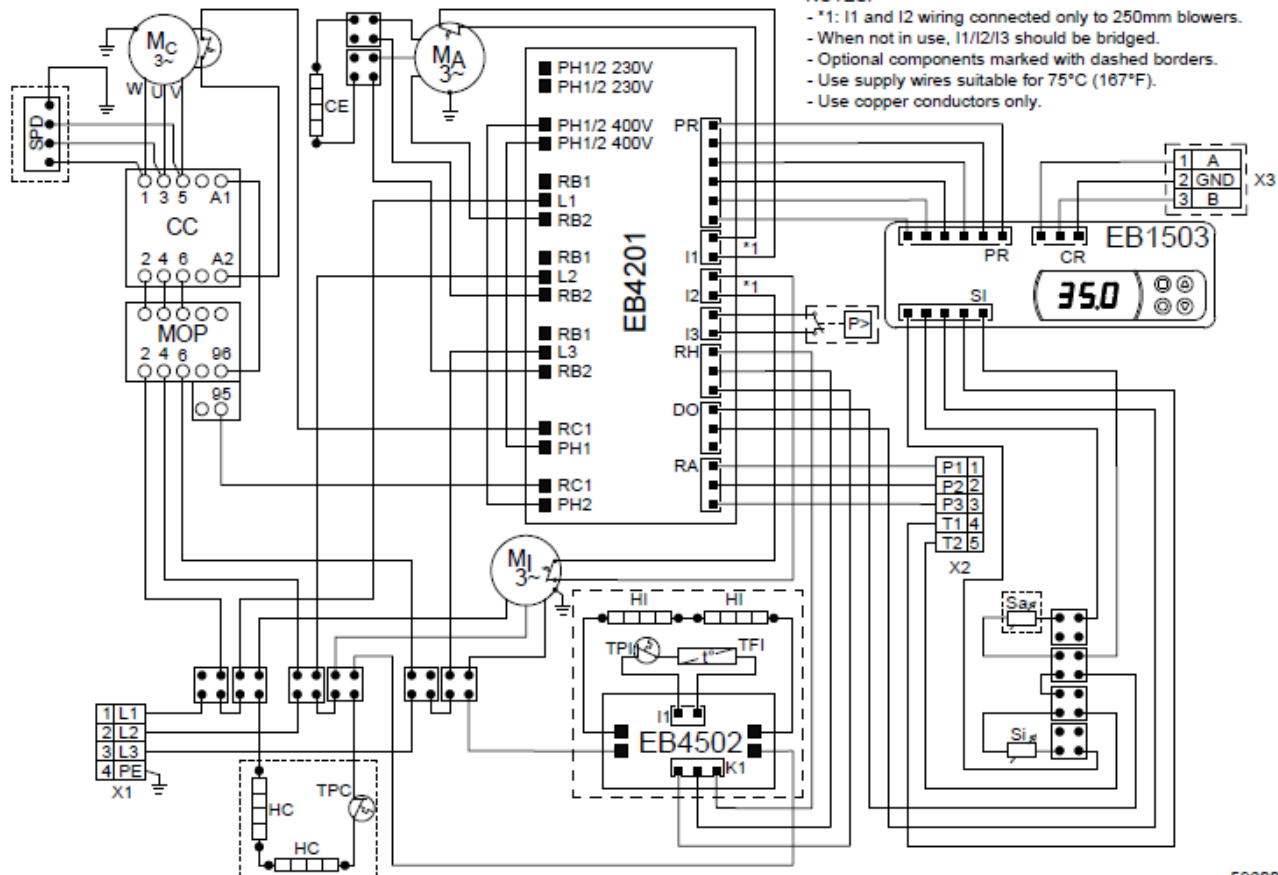 - *1: I1 and I2 wiring connected only to 250mm blowers.
- When not in use, I1/I2/I3 should be bridged.
- Optional components marked with dashed borders.
- Use supply wires suitable for 75°C (167°F).
- Use copper conductors only.
MC
3~
W U V
SPD
1 3 5 A1
CC
2 4 6 A2
MOP
2 4 6 96
95
CE
MA
3~
EB4201
PH1/2 230V
PH1/2 230V
PH1/2 400V
PH1/2 400V
RB1
L1
RB2
RB1
L2
RB2
RB1
L3
RB2
RC1
PH1
RC1
PH2
PR
I1
*1
I2
*1
I3
RH
DO
RA
P>
1 A
2 GND
3 B
X3
EB1503
PR
CR
SI
35.0
P1 1
P2 2
P3 3
T1 4
T2 5
X2
Sa
Si
MI
3~
HI
HI
TPI
t°
TFI
I1
EB4502
K1
1 L1
2 L2
3 L3
4 PE
X1
HC
TPC
HC